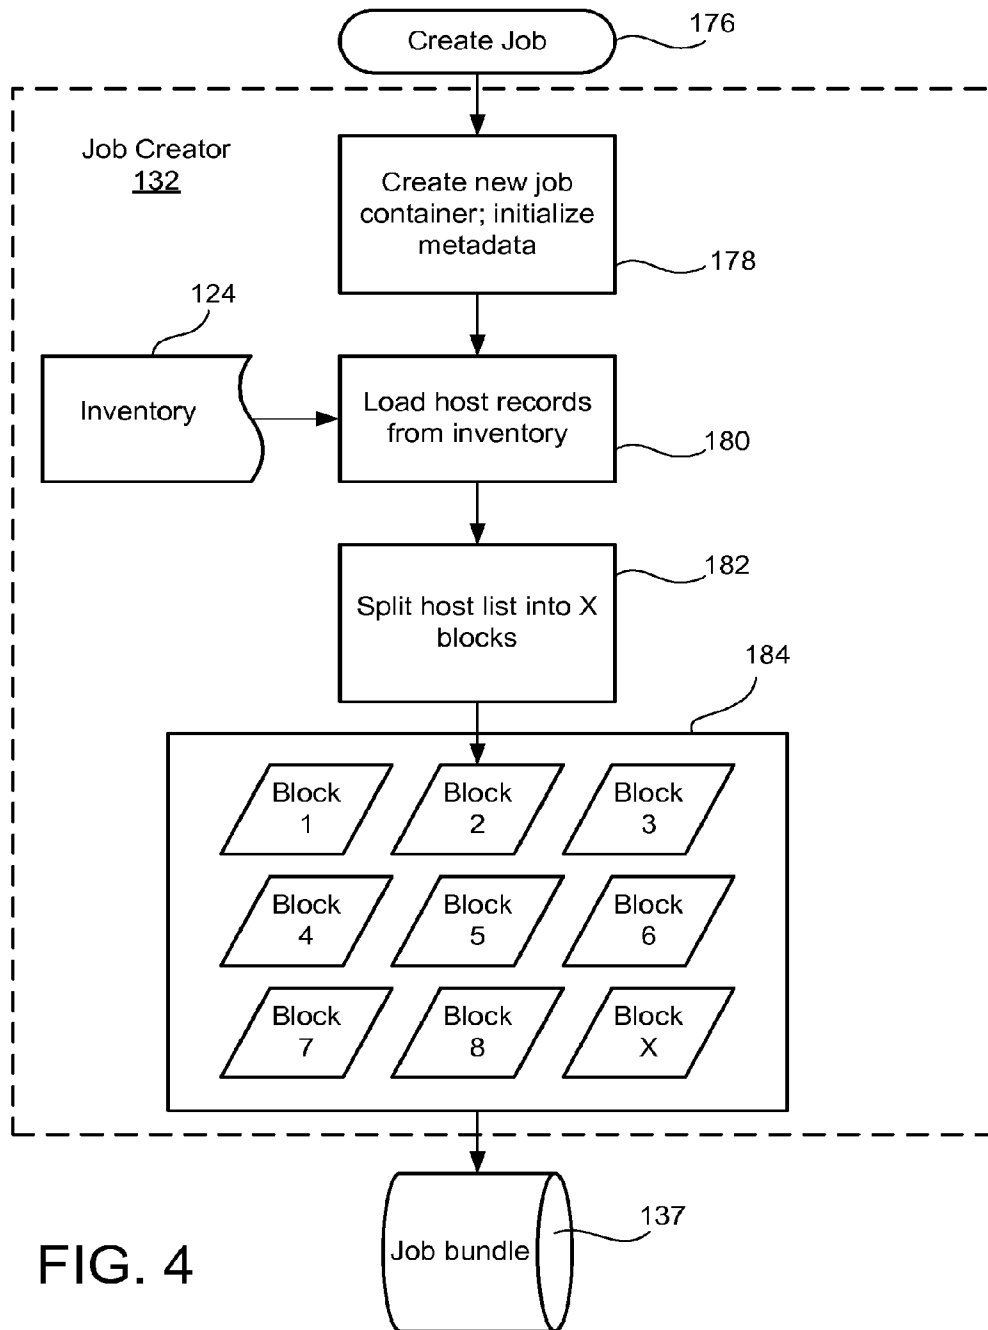 Create Job
176
Job Creator
132
Create new job
container; initialize
metadata
178
124
Inventory
Load host records
from inventory
180
182
Split host list into X
blocks
184
Block
1
Block
2
Block
3
Block
4
Block
5
Block
6
Block
7
Block
8
Block
X
137
Job bundle
FIG. 4